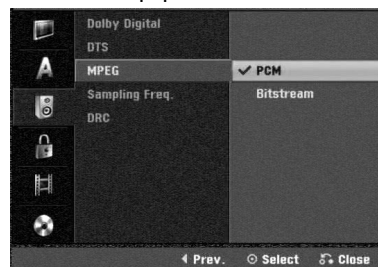 Dolby Digital
DTS
MPEG
✓ PCM
Sampling Freq.
Bitstream
DRC
A
◄ Prev. ⊙ Select Close